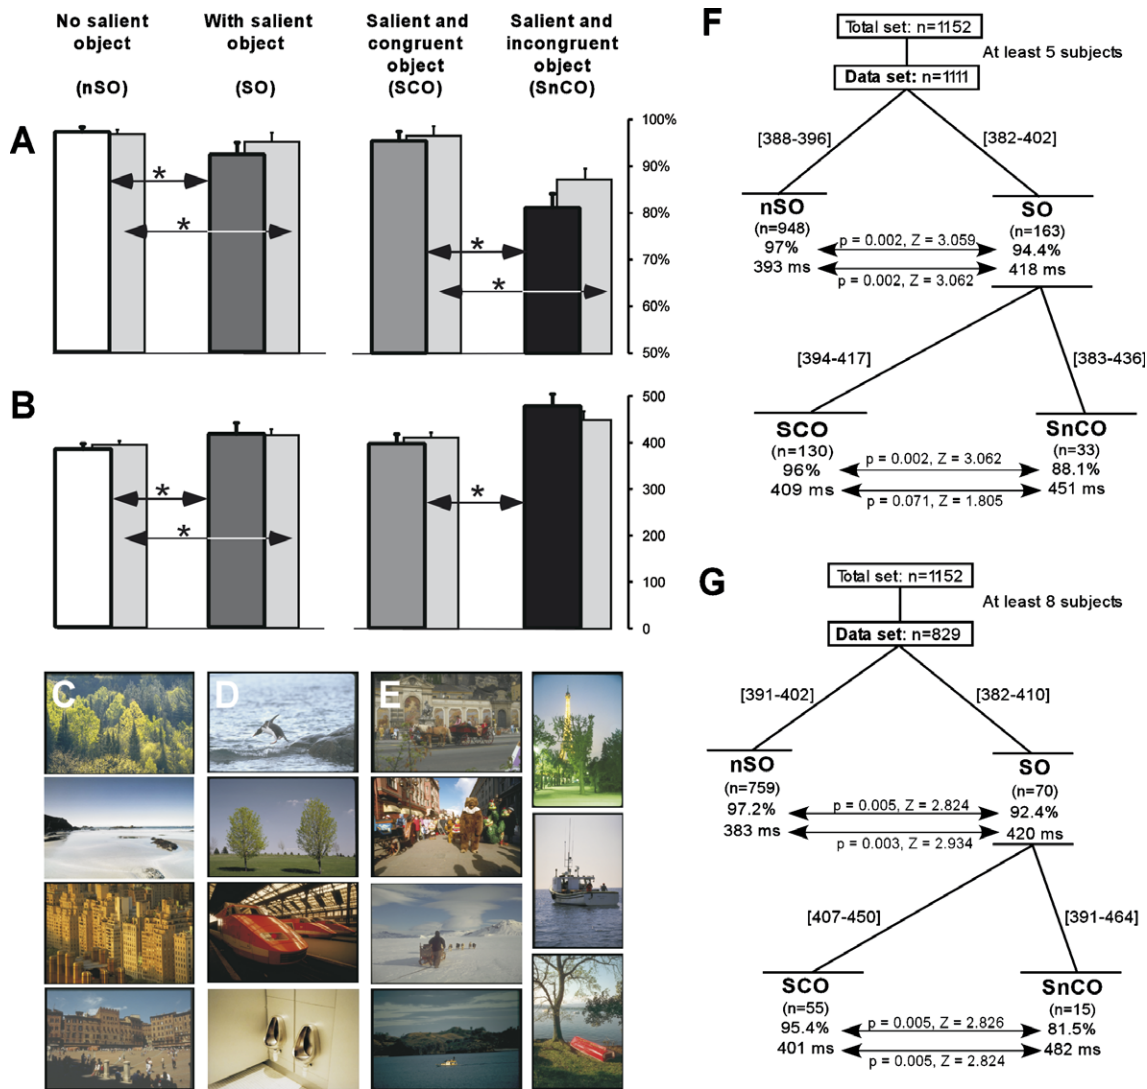 No salient
object
(nSO)
With salient
object
(SO)
Salient and
congruent
object
(SCO)
Salient and
incongruent
object
(SnCO)
A
*
*
*
*
100%
90%
80%
70%
60%
50%
B
*
*
*
500
400
300
200
100
0
C
D
E
F
Total set: n=1152
At least 5 subjects
Data set: n=1111
[388-396]
[382-402]
nSO
(n=948)
97%
393 ms
p = 0.002, Z = 3.059
p = 0.002, Z = 3.062
SO
(n=163)
94.4%
418 ms
[394-417]
[383-436]
SCO
(n=130)
96%
409 ms
p = 0.002, Z = 3.062
p = 0.071, Z = 1.805
SnCO
(n=33)
88.1%
451 ms
G
Total set: n=1152
At least 8 subjects
Data set: n=829
[391-402]
[382-410]
nSO
(n=759)
97.2%
383 ms
p = 0.005, Z = 2.824
p = 0.003, Z = 2.934
SO
(n=70)
92.4%
420 ms
[407-450]
[391-464]
SCO
(n=55)
95.4%
401 ms
p = 0.005, Z = 2.826
p = 0.005, Z = 2.824
SnCO
(n=15)
81.5%
482 ms